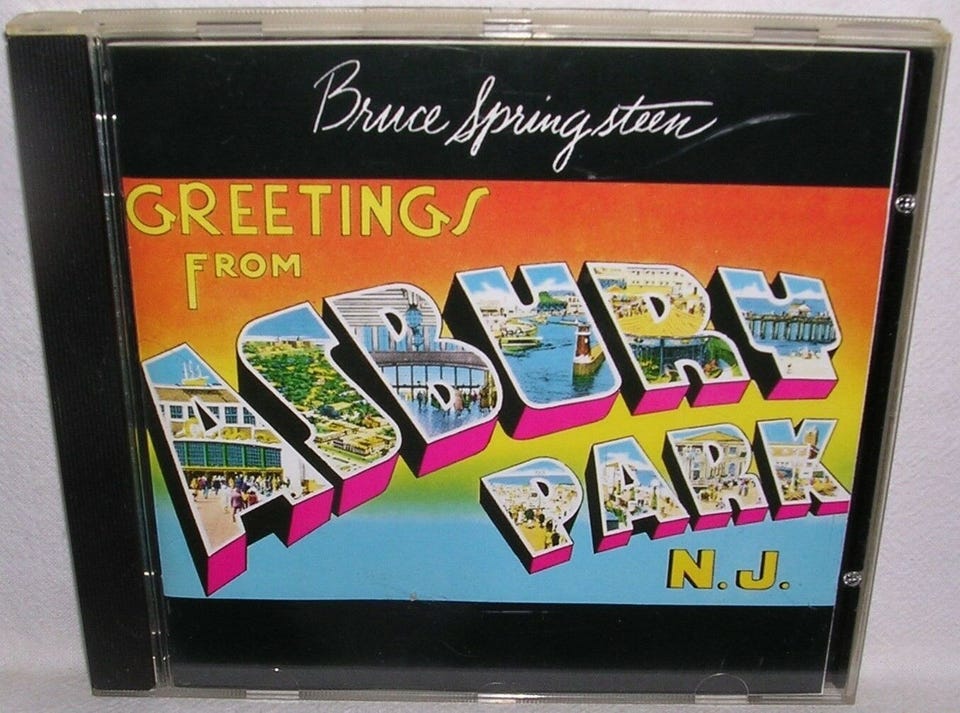 Bruce Springsteen
GREETINGS
FROM
ASBURY
PARK
N.J.